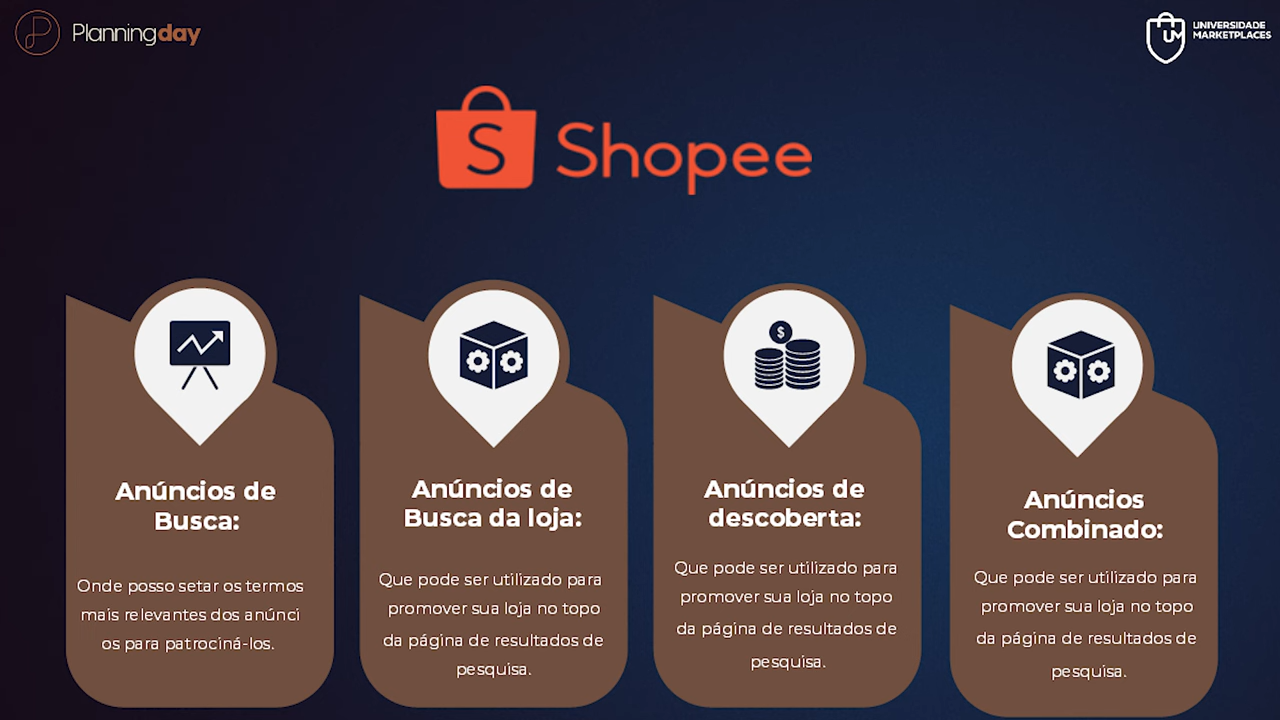 Planningday
UNIVERSIDADE
MARKETPLACES
UM
S Shopee
$
Anúncios de
Busca:
Onde posso setar os termos
mais relevantes dos anúnci
os para patrociná-los.
Anúncios de
Busca da loja:
Que pode ser utilizado para
promover sua loja no topo
da página de resultados de
pesquisa.
Anúncios de
descoberta:
Que pode ser utilizado para
promover sua loja no topo
da página de resultados de
pesquisa.
Anúncios
Combinado:
Que pode ser utilizado para
promover sua loja no topo
da página de resultados de
pesquisa.